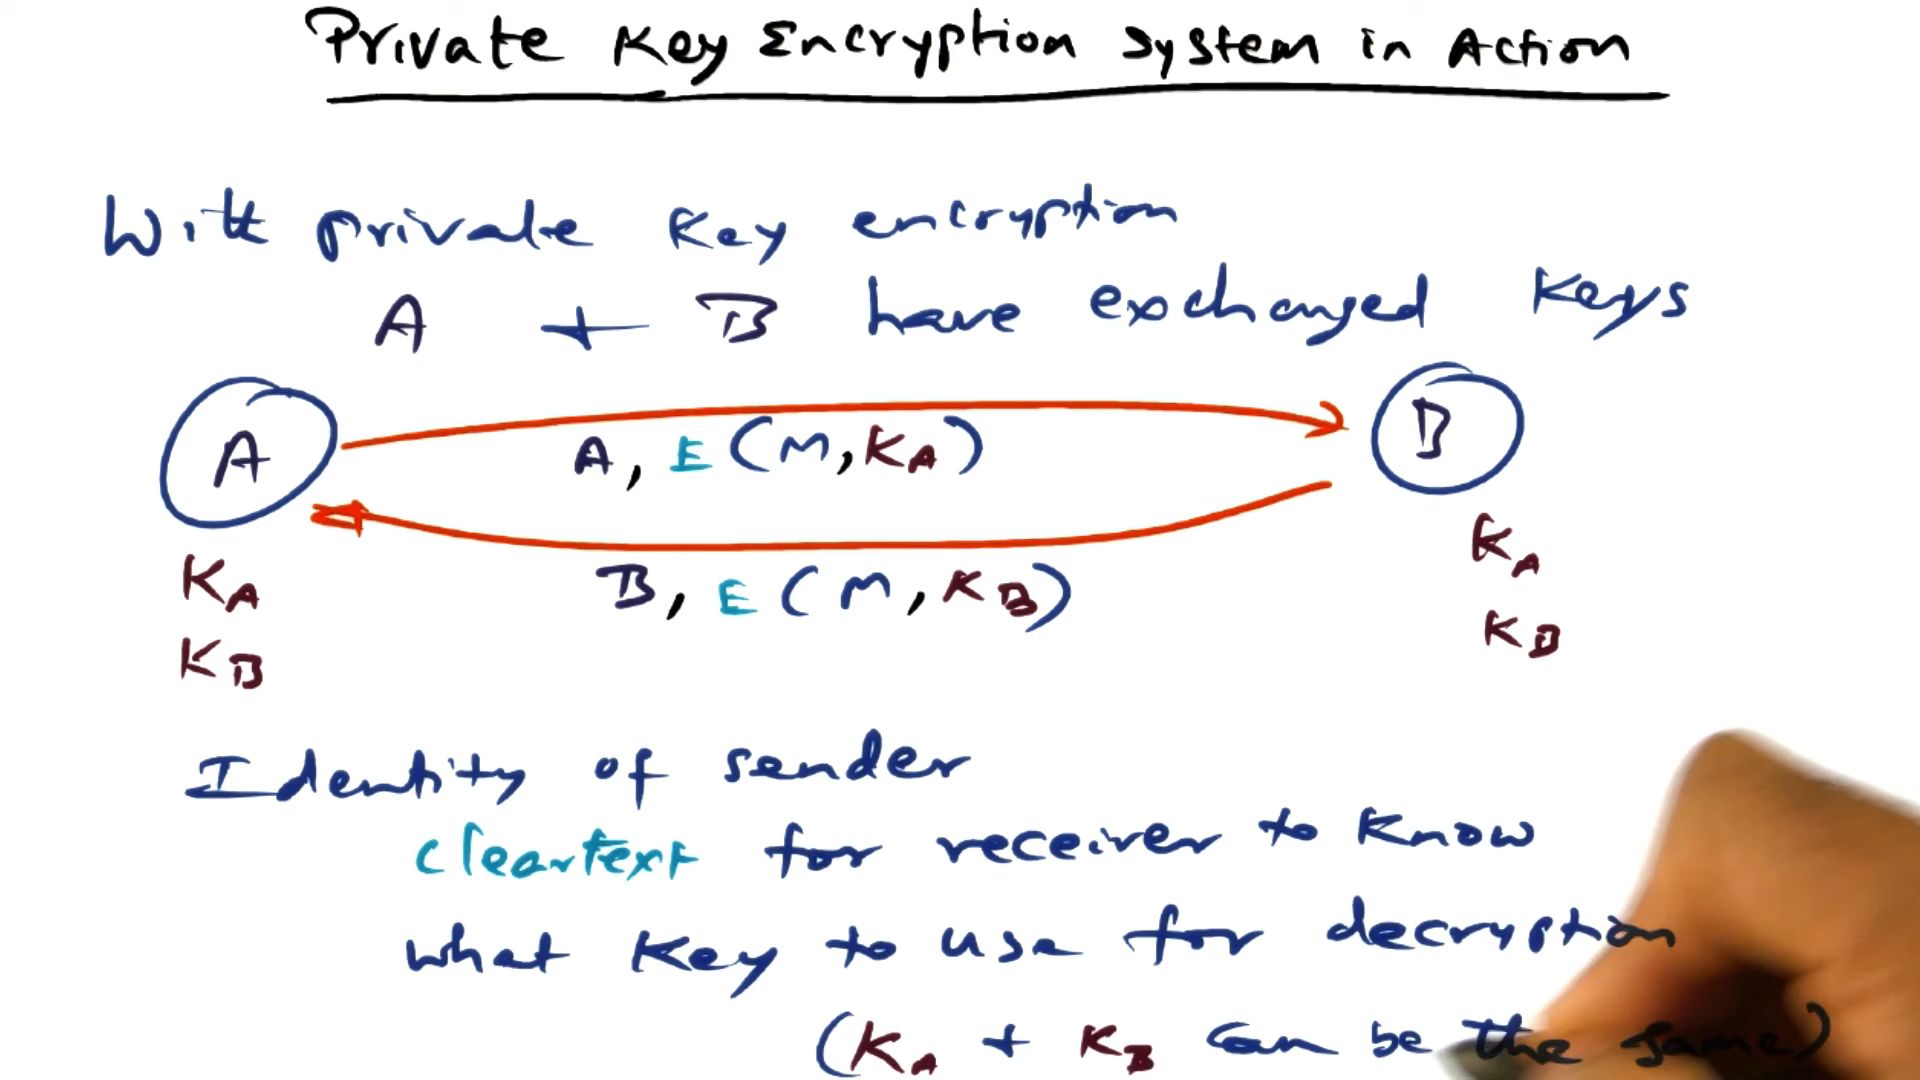 Private Key Encryption System in Action
With private key encryption
A + B have exchanged keys
A
B
A, E (M, KA)
B, E (M, KB)
KA
KB
KA
KB
Identity of sender
cleartext for receiver to know
what key to use for decryption
(KA + KB can be the same)